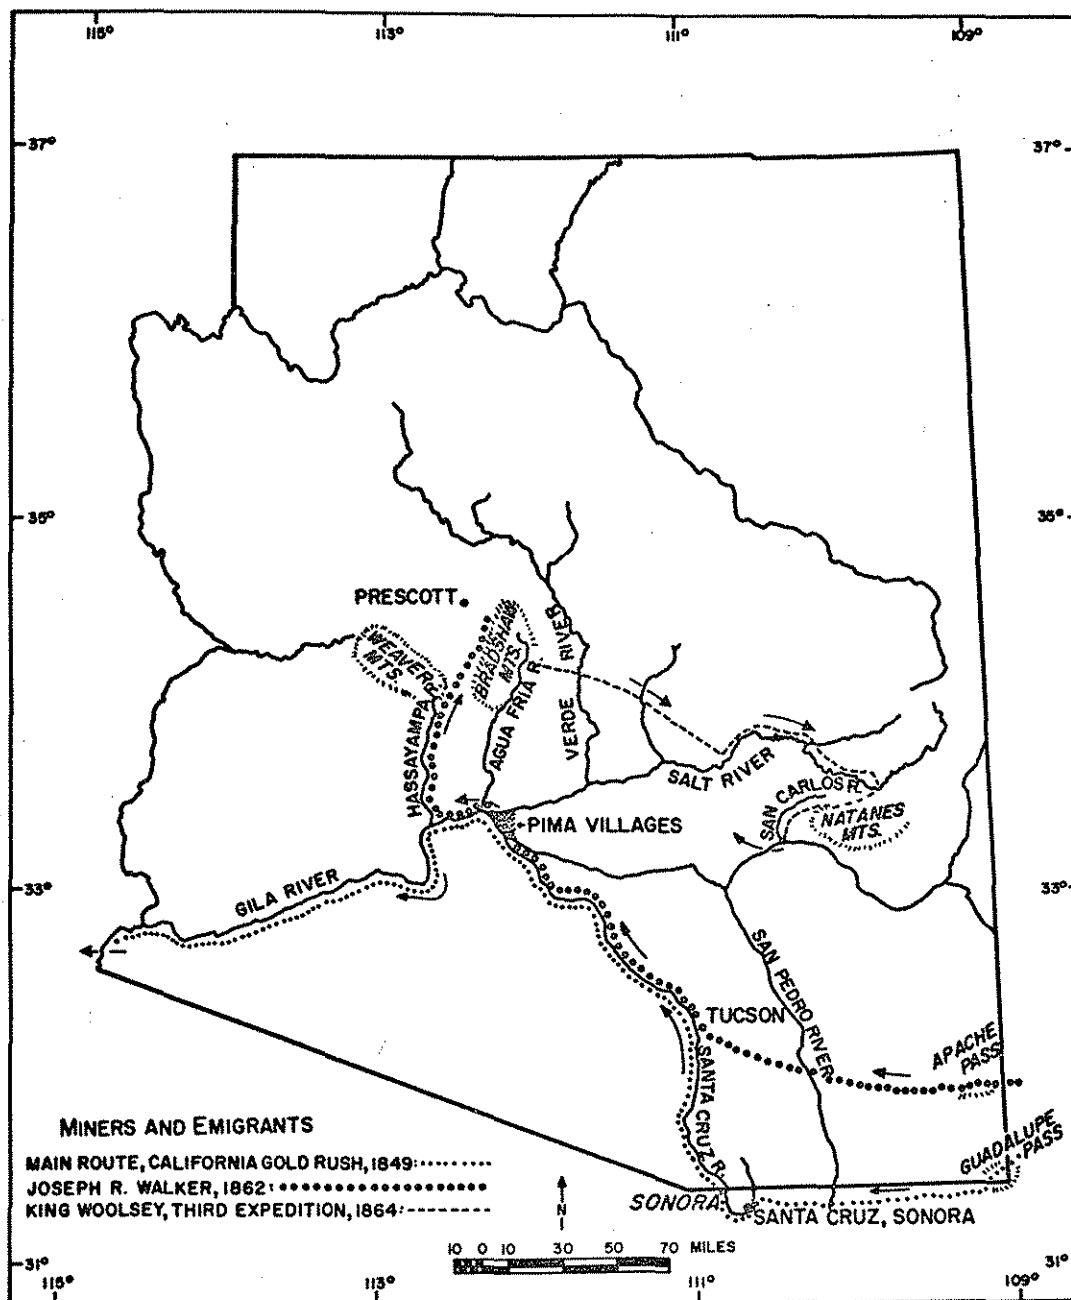 115°
113°
111°
109°
37°
37°
35°
35°
PRESCOTT
WEAVER
MTS.
BRADSHAW
MTS.
HASSAYAMPA R.
AGUA FRIA R.
VERDE RIVER
SALT RIVER
SAN CARLOS R.
NATANES
MTS.
PIMA VILLAGES
33°
33°
GILA RIVER
SAN PEDRO RIVER
TUCSON
SANTA CRUZ R.
APACHE
PASS
GUADALUPE
PASS
MINERS AND EMIGRANTS
MAIN ROUTE, CALIFORNIA GOLD RUSH, 1849:
JOSEPH R. WALKER, 1862:
KING WOOLSEY, THIRD EXPEDITION, 1864:
SONORA
SANTA CRUZ, SONORA
N
10 0 10 30 50 70 MILES
31°
31°
115°
113°
111°
109°